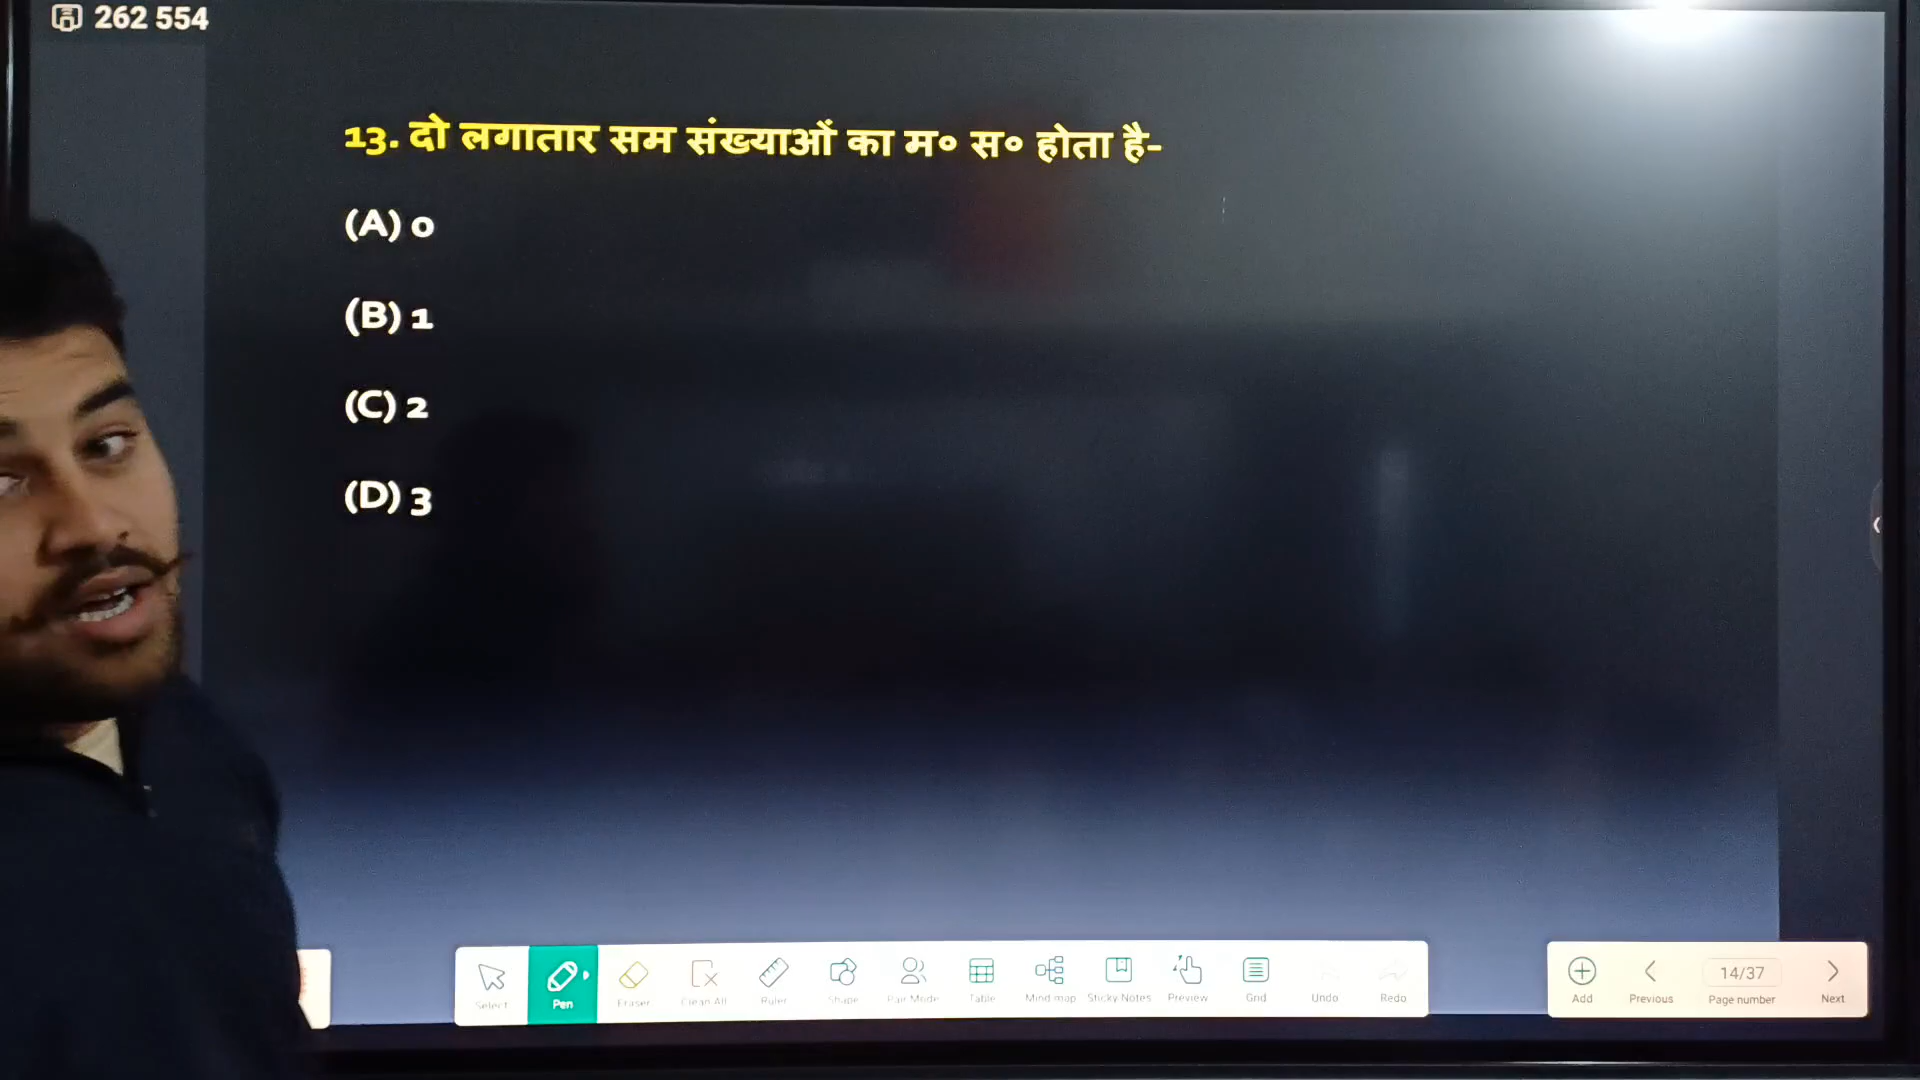 262 554
13. दो लगातार सम संख्याओं का म० स० होता है-
(A) 0
(B) 1
(C) 2
(D) 3
Select Pen Eraser Clean All Ruler Shape Pair Mode Table Mind map Sticky Notes Preview Grid Undo Redo
Add Previous 14/37 Page number Next